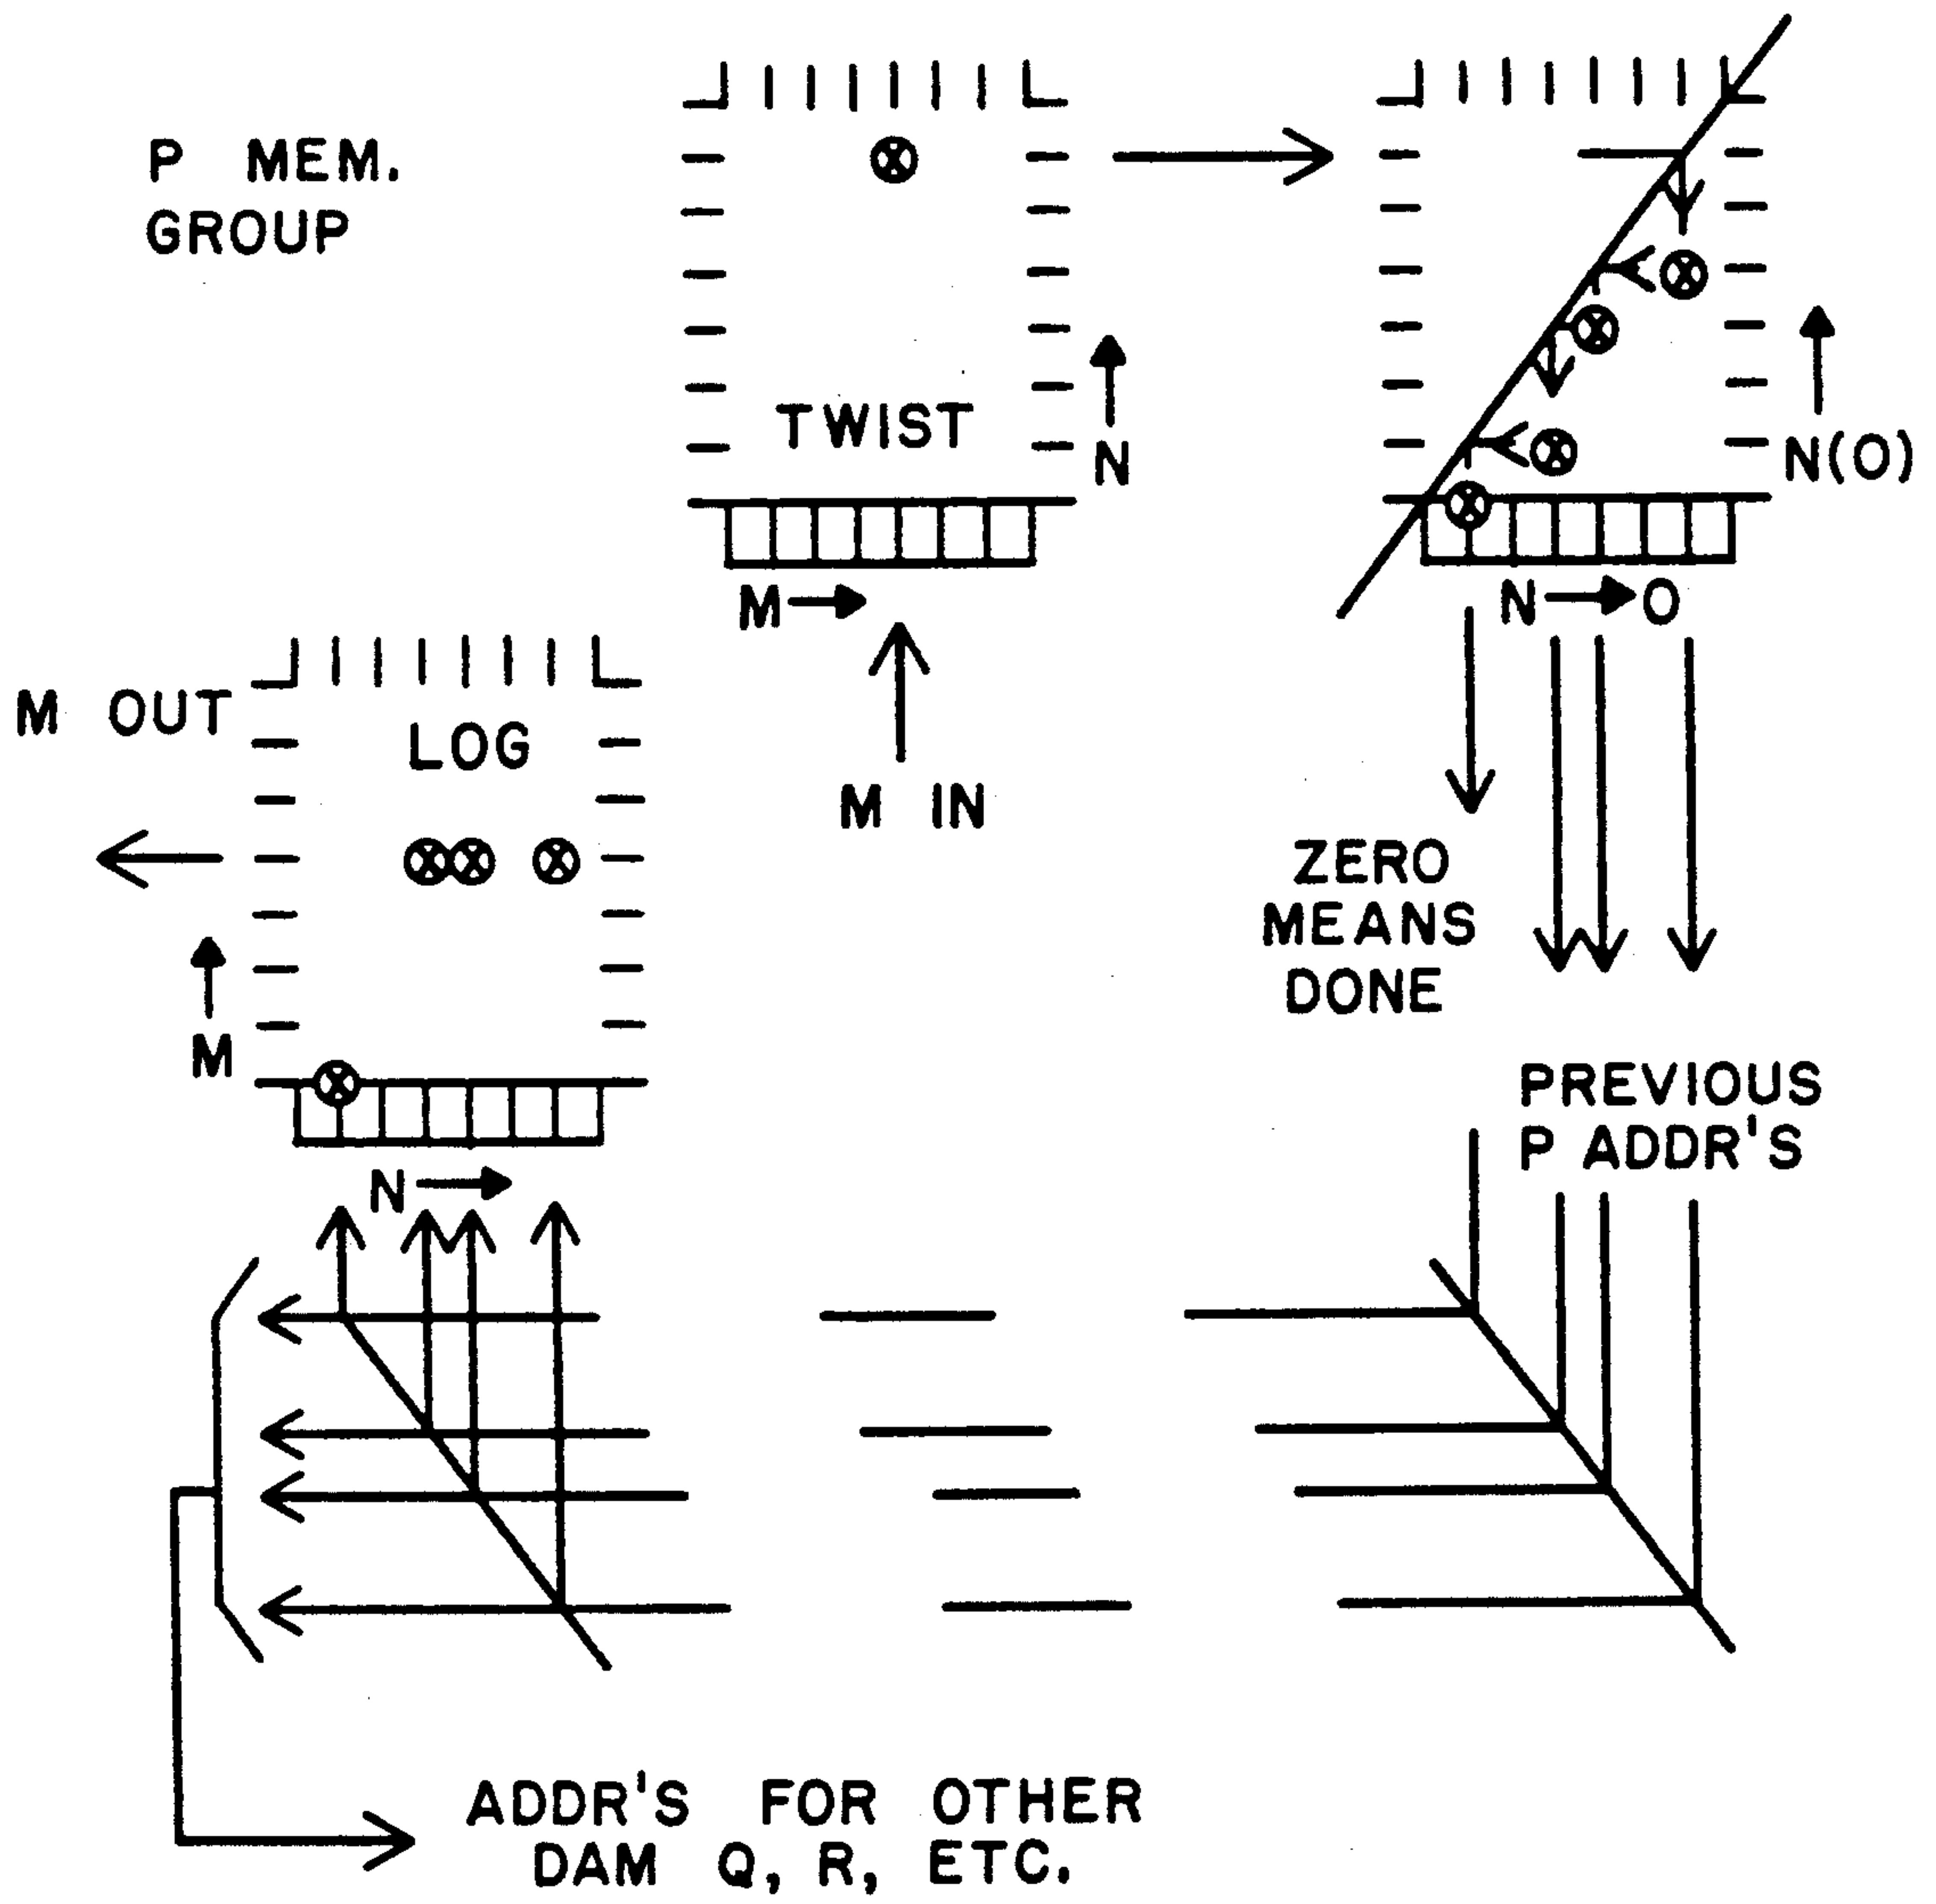 P MEM.
GROUP
TWIST
N
M
M IN
N(O)
N O
M OUT
LOG
M
N
ZERO
MEANS
DONE
PREVIOUS
P ADDR'S
ADDR'S FOR OTHER
DAM Q, R, ETC.